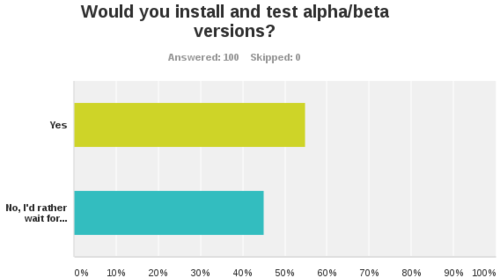 Would you install and test alpha/beta
versions?
Answered: 100 Skipped: 0
Yes
No, I'd rather
wait for...
0% 10% 20% 30% 40% 50% 60% 70% 80% 90% 100%